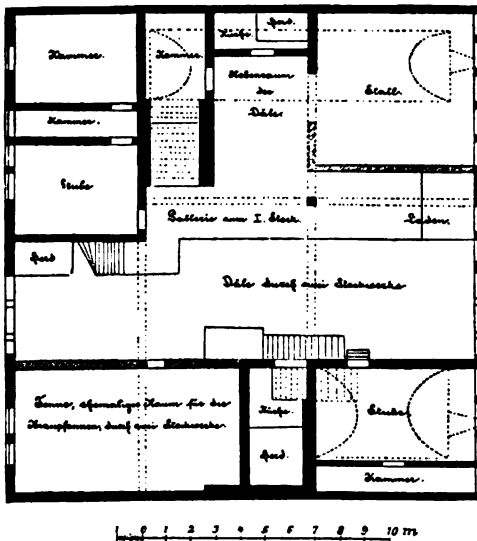 Kammer.
Kammer.
Küche.
Herd.
Nebenraum
der
Däle.
Stall.
Kammer.
Stube
Gallerie am I. Stock.
Laden.
Herd
Däle durch zwei Stockwerke
Tenne, ehemaliger Raum für die
durch zwei Stockwerke.
Küche.
Herd.
Stube.
Kammer.
1 0 1 2 3 4 5 6 7 8 9 10 m